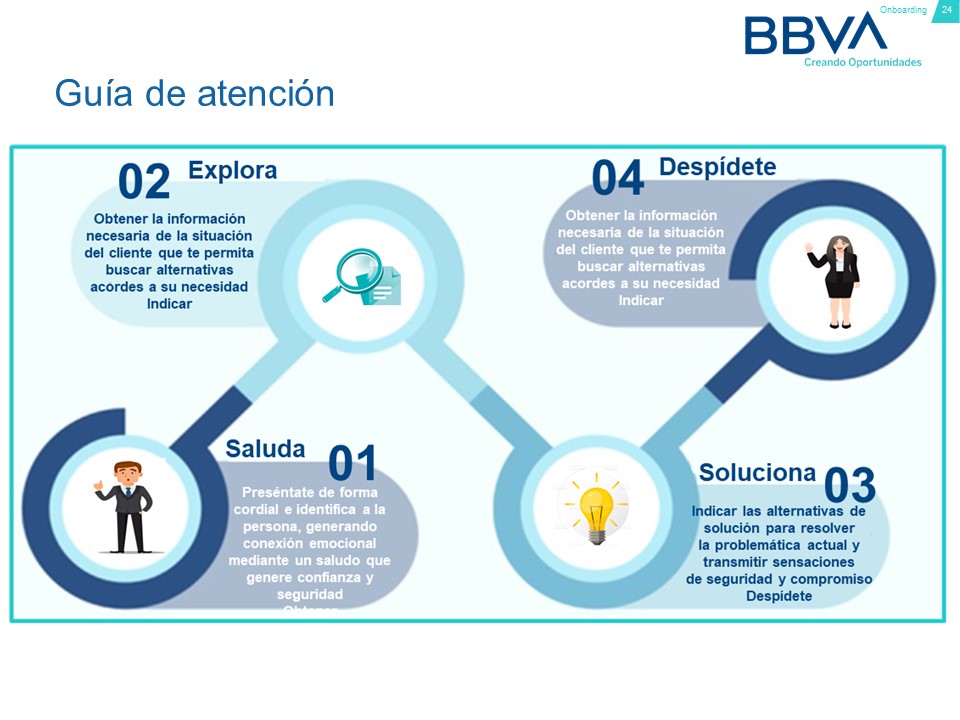 Onboarding 24
BBVA
Creando Oportunidades
Guía de atención
02 Explora
Obtener la información
necesaria de la situación
del cliente que te permita
buscar alternativas
acordes a su necesidad
Indicar
04 Despídete
Obtener la información
necesaria de la situación
del cliente que te permita
buscar alternativas
acordes a su necesidad
Indicar
Saluda 01
Preséntate de forma
cordial e identifica a la
persona, generando
conexión emocional
mediante un saludo que
genere confianza y
seguridad
Obtener
Soluciona 03
Indicar las alternativas de
solución para resolver
la problemática actual y
transmitir sensaciones
de seguridad y compromiso
Despídete